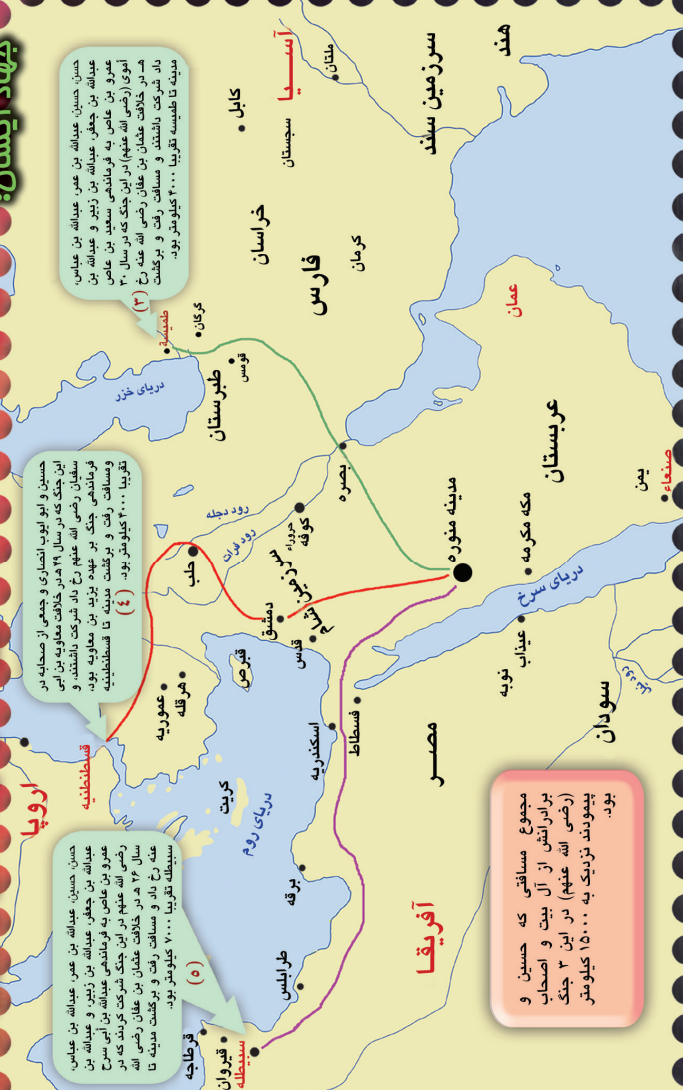 جهاد ایشان:
حسن، حسین، عبدالله بن عمر، عبدالله بن عباس،
عبدالله بن جعفر، عبدالله بن زبیر، و عبدالله بن
عمرو بن عاص به فرماندهی عبدالله بن أبی سرح
رضی الله عنهم در این جنگ شرکت کردند که در
سال ۲۶ هـ در خلافت عثمان بن عفان رضی الله
عنه رخ داد و مسافت رفت و برگشت مدینه تا
سبیطله تقریبا ۷۰۰۰ کیلومتر بود.
(۵)
حسین و ابو ایوب انصاری و جمعی از صحابه در
این جنگ که در سال ۴۹ هـ در خلافت معاویه بن ابی
سفیان رضی الله عنهم رخ داد شرکت داشتند، و
فرماندهی جنگ بر عهده یزید بن معاویه بود،
ومسافت رفت و برگشت مدینه تا قسطنطینیه
تقریبا ۴۰۰۰ کیلومتر بود.
(۴)
حسن، حسین، عبدالله بن عمر، عبدالله بن عباس،
عبدالله بن جعفر، عبدالله بن زبیر و عبدالله بن
عمرو بن عاص به فرماندهی سعید بن عاص
اموی (رضی الله عنهم) در این جنگ که در سال ۳۰
هـ در خلافت عثمان بن عفان رضی الله عنه رخ
داد شرکت داشتند و مسافت رفت و برگشت
مدینه تا طمیسه تقریبا ۴۰۰۰ کیلومتر بود.
(۳)
اروپا
قسطنطنیه
عموریه
هرقله
حلب
دریای خزر
طمیسة
گرگان
قومس
طبرستان
خراسان
کابل
سجستان
آسـیا
ملتان
فارس
کرمان
سرزمین سند
هند
قرطاجه
قیروان
سبیطله
طرابلس
برقه
دریای روم
کریت
قبرص
اسکندریه
فسطاط
قدس
دمشق
سرزمین شام
رود دجله
رود فرات
حروراء
کوفه
بصره
مدینه منوره
مکه مکرمه
عربستان
عمان
یمن
صنعاء
دریای سرخ
عیذاب
نوبه
رود نیل
سودان
مصـر
آفریقـا
مجموع مسافتی که حسین و
برادرانش از آل بیت و اصحاب
(رضی الله عنهم) در این ۳ جنگ
پیمودند نزدیک به ۱۵۰۰۰ کیلومتر
بود.